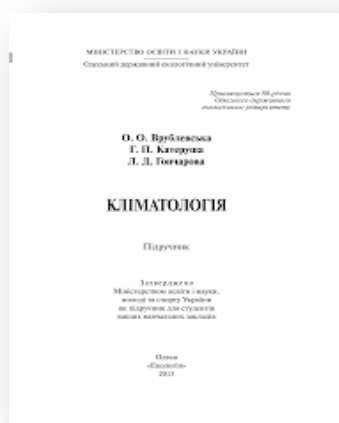 МІНІСТЕРСТВО ОСВІТИ І НАУКИ УКРАЇНИ
Одеський державний екологічний університет
Присвячується 80-річчю
Одеського державного
екологічного університету
О. О. Врублевська
Г. П. Катеруша
Л. Д. Гончарова
КЛІМАТОЛОГІЯ
Підручник
Затверджено
Міністерством освіти і науки,
молоді та спорту України
як підручник для студентів
вищих навчальних закладів
Одеса
«Екологія»
2013